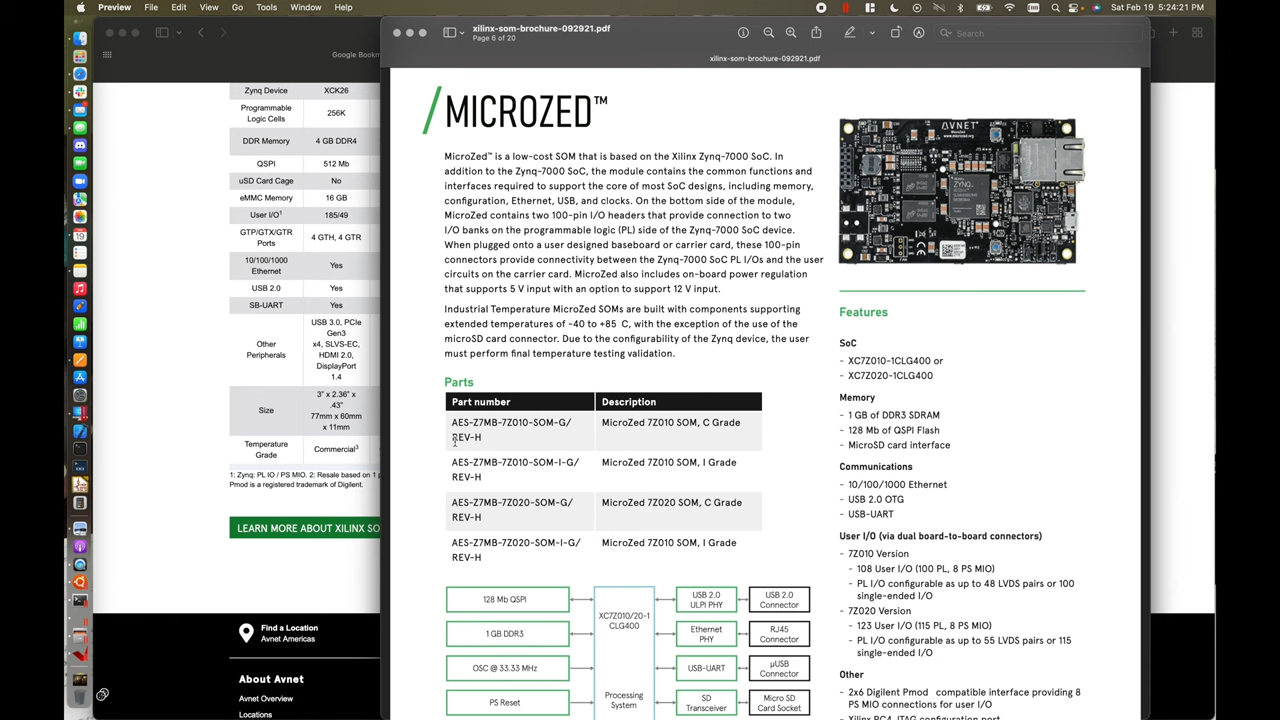 File Edit View Go Tools Window Help
Sat Feb 19 5:24:21 PM
xilinx-som-brochure-092921.pdf
Page 6 of 20
Search
Google Bookm
xilinx-som-brochure-092921.pdf
Zynq Device XCK26
Programmable
Logic Cells
256K
DDR Memory 4 GB DDR4
QSPI 512 Mb
uSD Card Cage No
eMMC Memory 16 GB
User I/O1 185/49
GTP/GTX/GTR
Ports
4 GTH, 4 GTR
10/100/1000
Ethernet
Yes
USB 2.0 Yes
SB-UART Yes
Other
Peripherals
USB 3.0, PCIe
Gen3
x4, SLVS-EC,
HDMI 2.0,
DisplayPort
1.4
Size
3" x 2.36" x
.43"
77mm x 60mm
x 11mm
Temperature
Grade
Commercial3
1: Zynq: PL IO / PS MIO. 2: Resale based on 1
Pmod is a registered trademark of Digilent.
LEARN MORE ABOUT XILINX SO
Find a Location
Avnet Americas
About Avnet
Avnet Overview
Locations
/MICROZED™
MicroZed™ is a low-cost SOM that is based on the Xilinx Zynq-7000 SoC. In
addition to the Zynq-7000 SoC, the module contains the common functions and
interfaces required to support the core of most SoC designs, including memory,
configuration, Ethernet, USB, and clocks. On the bottom side of the module,
MicroZed contains two 100-pin I/O headers that provide connection to two
I/O banks on the programmable logic (PL) side of the Zynq-7000 SoC device.
When plugged onto a user designed baseboard or carrier card, these 100-pin
connectors provide connectivity between the Zynq-7000 SoC PL I/Os and the user
circuits on the carrier card. MicroZed also includes on-board power regulation
that supports 5 V input with an option to support 12 V input.
Industrial Temperature MicroZed SOMs are built with components supporting
extended temperatures of -40 to +85 C, with the exception of the use of the
microSD card connector. Due to the configurability of the Zynq device, the user
must perform final temperature testing validation.
Parts
Part number Description
AES-Z7MB-7Z010-SOM-G/
REV-H
MicroZed 7Z010 SOM, C Grade
AES-Z7MB-7Z010-SOM-I-G/
REV-H
MicroZed 7Z010 SOM, I Grade
AES-Z7MB-7Z020-SOM-G/
REV-H
MicroZed 7Z020 SOM, C Grade
AES-Z7MB-7Z020-SOM-I-G/
REV-H
MicroZed 7Z010 SOM, I Grade
128 Mb QSPI
1 GB DDR3
OSC @ 33.33 MHz
PS Reset
XC7Z010/20-1
CLG400
Processing
System
USB 2.0
ULPI PHY
USB 2.0
Connector
Ethernet
PHY
RJ45
Connector
USB-UART
µUSB
Connector
SD
Transceiver
Micro SD
Card Socket
AVNET
ZYNQ
Features
SoC
- XC7Z010-1CLG400 or
- XC7Z020-1CLG400
Memory
- 1 GB of DDR3 SDRAM
- 128 Mb of QSPI Flash
- MicroSD card interface
Communications
- 10/100/1000 Ethernet
- USB 2.0 OTG
- USB-UART
User I/O (via dual board-to-board connectors)
- 7Z010 Version
- 108 User I/O (100 PL, 8 PS MIO)
- PL I/O configurable as up to 48 LVDS pairs or 100
single-ended I/O
- 7Z020 Version
- 123 User I/O (115 PL, 8 PS MIO)
- PL I/O configurable as up to 55 LVDS pairs or 115
single-ended I/O
Other
- 2x6 Digilent Pmod compatible interface providing 8
PS MIO connections for user I/O
- Xilinx PC4 JTAG configuration port